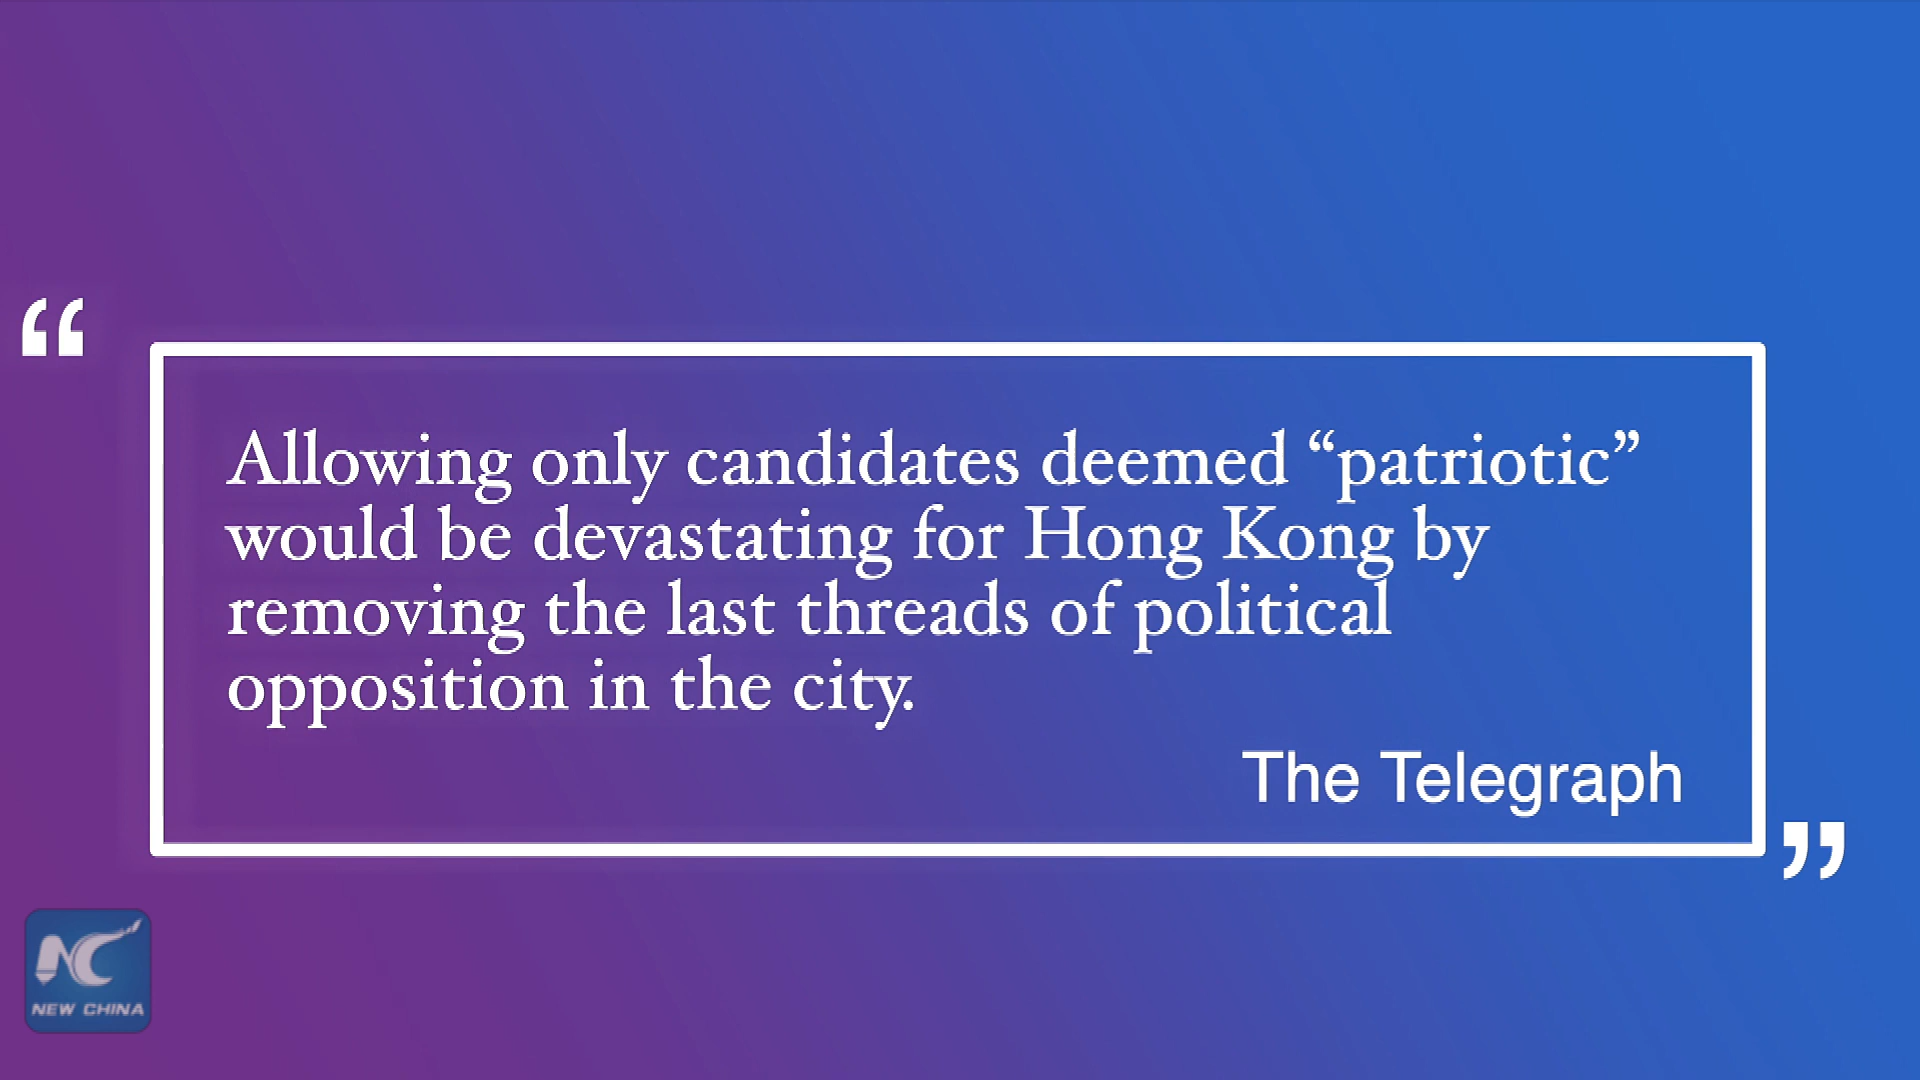 “
Allowing only candidates deemed “patriotic”
would be devastating for Hong Kong by
removing the last threads of political
opposition in the city.
The Telegraph
”
NC
NEW CHINA